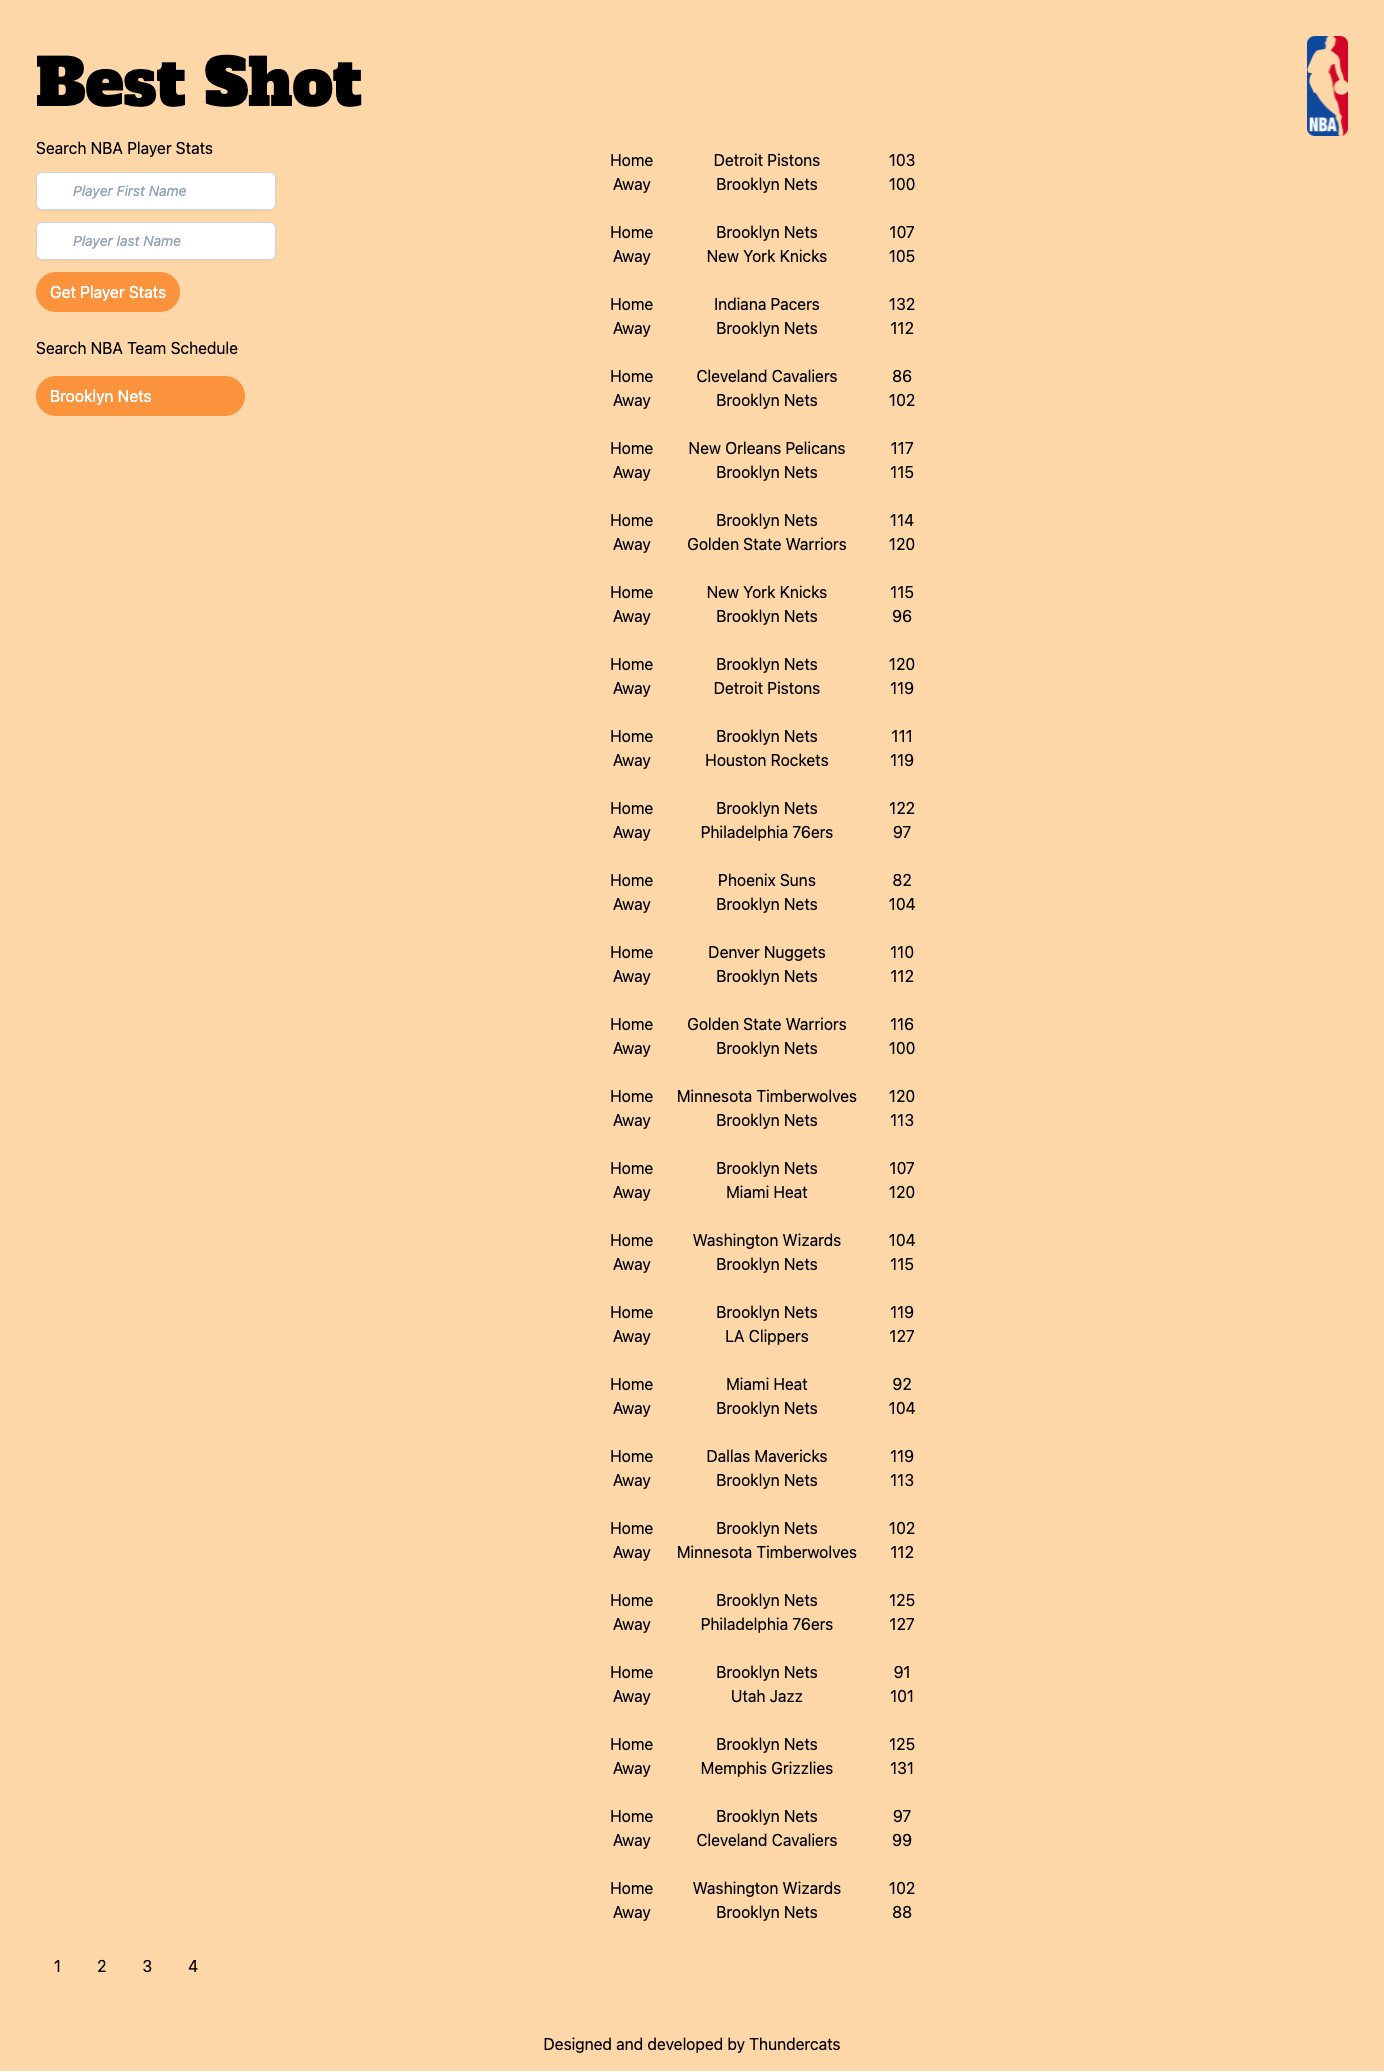 Best Shot
NBA
Search NBA Player Stats
Player First Name
Player last Name
Get Player Stats
Search NBA Team Schedule
Brooklyn Nets
Home Detroit Pistons 103
Away Brooklyn Nets 100
Home Brooklyn Nets 107
Away New York Knicks 105
Home Indiana Pacers 132
Away Brooklyn Nets 112
Home Cleveland Cavaliers 86
Away Brooklyn Nets 102
Home New Orleans Pelicans 117
Away Brooklyn Nets 115
Home Brooklyn Nets 114
Away Golden State Warriors 120
Home New York Knicks 115
Away Brooklyn Nets 96
Home Brooklyn Nets 120
Away Detroit Pistons 119
Home Brooklyn Nets 111
Away Houston Rockets 119
Home Brooklyn Nets 122
Away Philadelphia 76ers 97
Home Phoenix Suns 82
Away Brooklyn Nets 104
Home Denver Nuggets 110
Away Brooklyn Nets 112
Home Golden State Warriors 116
Away Brooklyn Nets 100
Home Minnesota Timberwolves 120
Away Brooklyn Nets 113
Home Brooklyn Nets 107
Away Miami Heat 120
Home Washington Wizards 104
Away Brooklyn Nets 115
Home Brooklyn Nets 119
Away LA Clippers 127
Home Miami Heat 92
Away Brooklyn Nets 104
Home Dallas Mavericks 119
Away Brooklyn Nets 113
Home Brooklyn Nets 102
Away Minnesota Timberwolves 112
Home Brooklyn Nets 125
Away Philadelphia 76ers 127
Home Brooklyn Nets 91
Away Utah Jazz 101
Home Brooklyn Nets 125
Away Memphis Grizzlies 131
Home Brooklyn Nets 97
Away Cleveland Cavaliers 99
Home Washington Wizards 102
Away Brooklyn Nets 88
1 2 3 4
Designed and developed by Thundercats